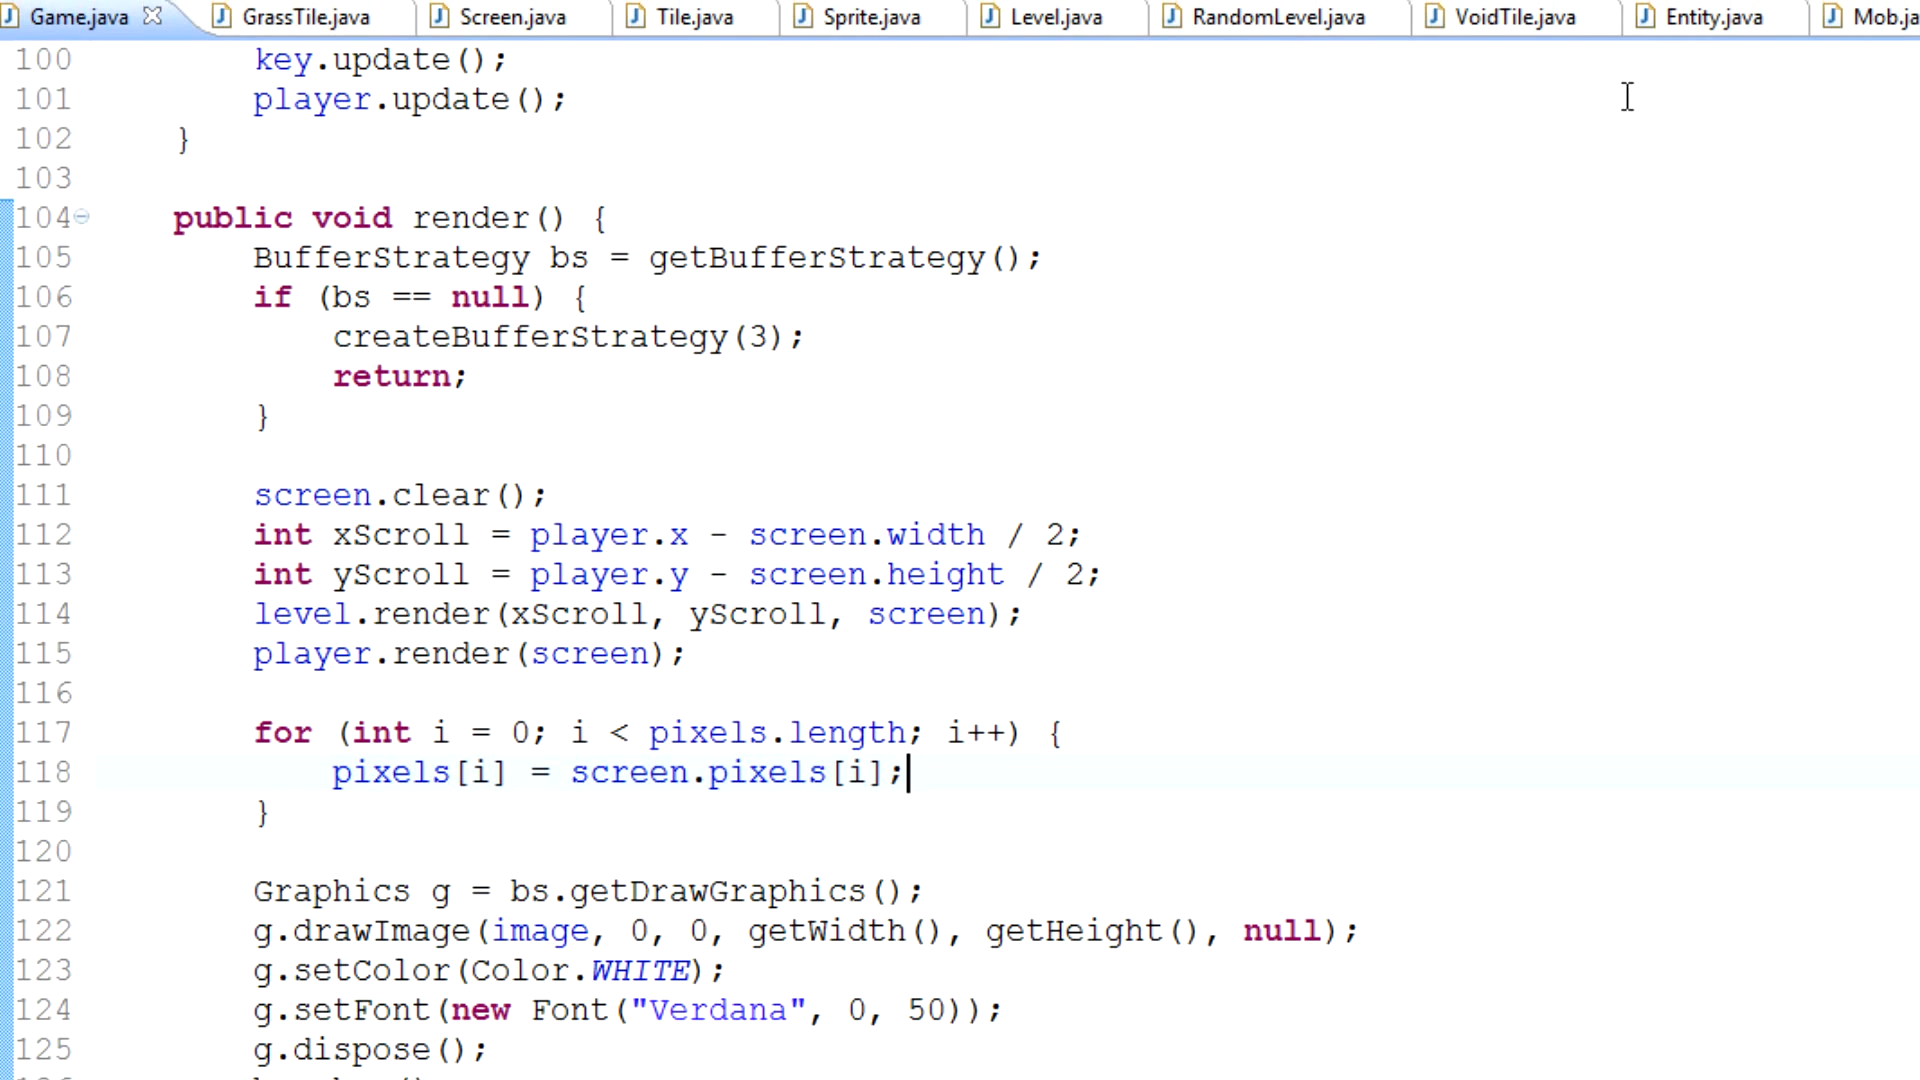 Game.java GrassTile.java Screen.java Tile.java Sprite.java Level.java RandomLevel.java VoidTile.java Entity.java Mob.ja
100 key.update();
101 player.update();
102 }
103
104 public void render() {
105 BufferStrategy bs = getBufferStrategy();
106 if (bs == null) {
107 createBufferStrategy(3);
108 return;
109 }
110
111 screen.clear();
112 int xScroll = player.x - screen.width / 2;
113 int yScroll = player.y - screen.height / 2;
114 level.render(xScroll, yScroll, screen);
115 player.render(screen);
116
117 for (int i = 0; i < pixels.length; i++) {
118 pixels[i] = screen.pixels[i];
119 }
120
121 Graphics g = bs.getDrawGraphics();
122 g.drawImage(image, 0, 0, getWidth(), getHeight(), null);
123 g.setColor(Color.WHITE);
124 g.setFont(new Font("Verdana", 0, 50));
125 g.dispose();